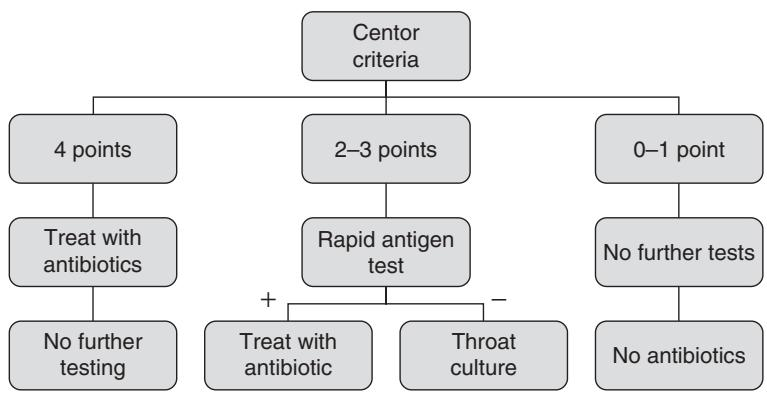 Centor
criteria
4 points
2–3 points
0–1 point
Treat with
antibiotics
Rapid antigen
test
No further tests
+
−
No further
testing
Treat with
antibiotic
Throat
culture
No antibiotics